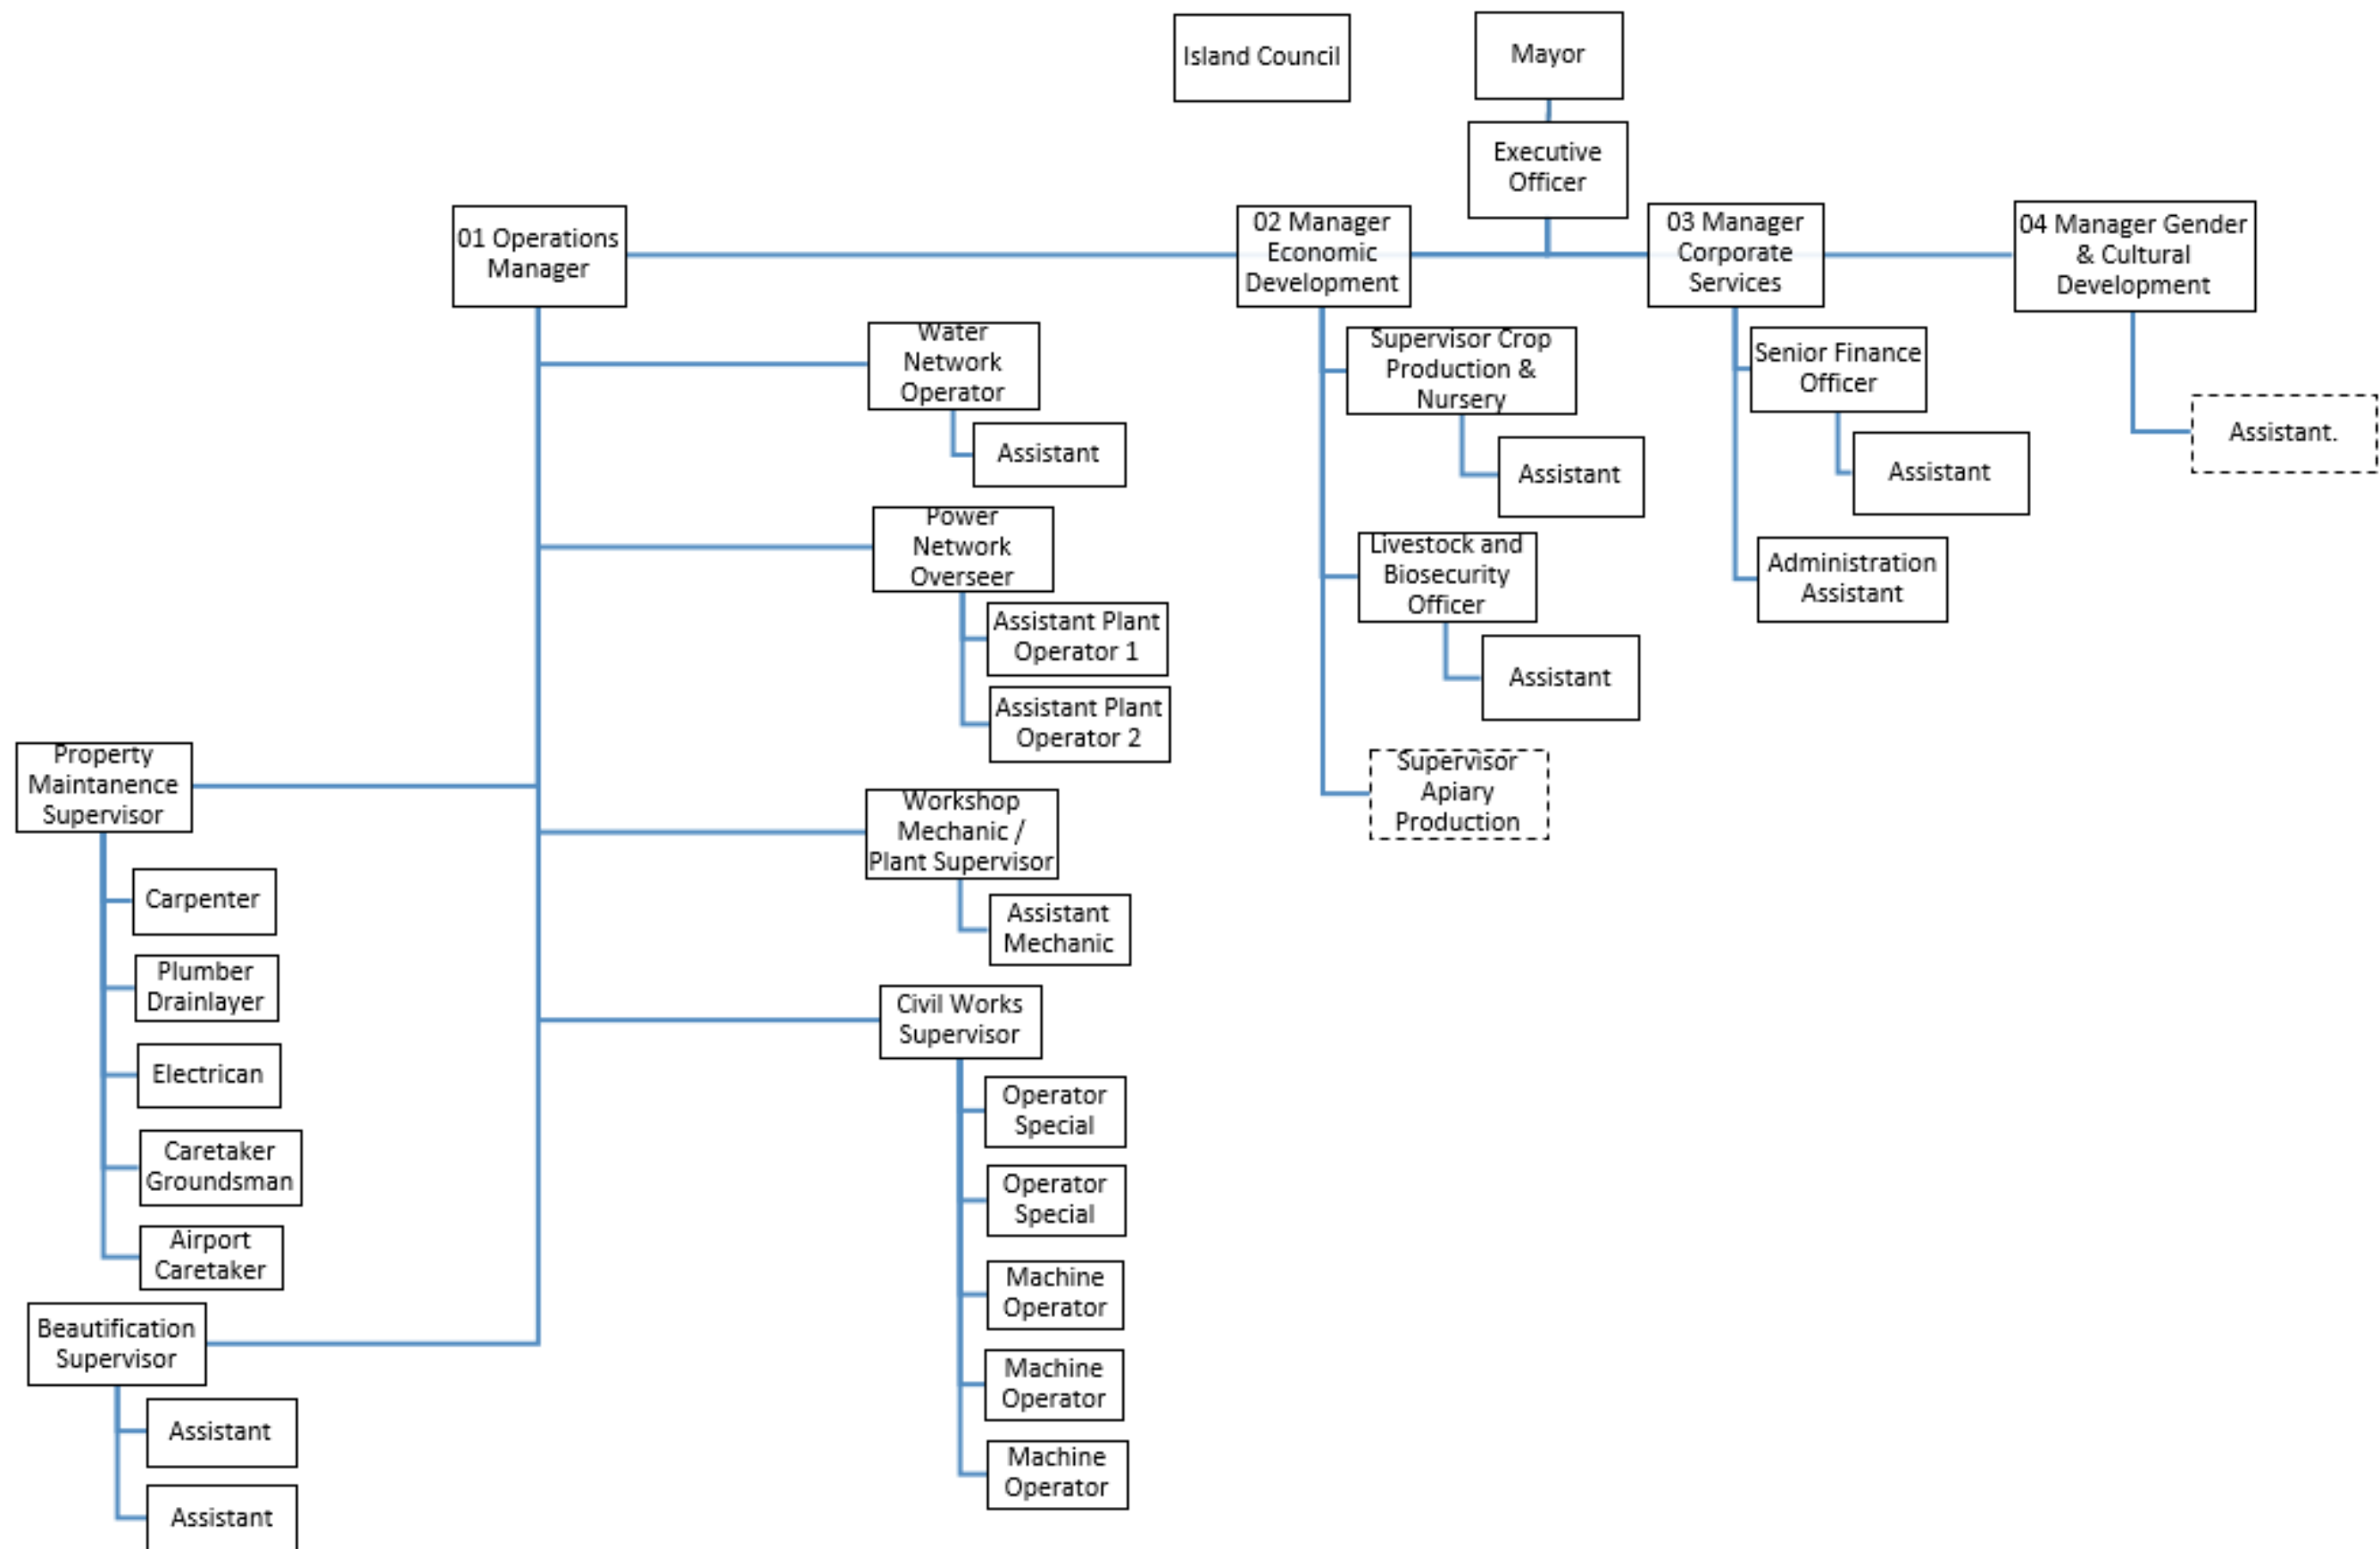 Island Council
Mayor
Executive
Officer
01 Operations
Manager
02 Manager
Economic
Development
03 Manager
Corporate
Services
04 Manager Gender
& Cultural
Development
Water
Network
Operator
Assistant
Power
Network
Overseer
Assistant Plant
Operator 1
Assistant Plant
Operator 2
Workshop
Mechanic /
Plant Supervisor
Assistant
Mechanic
Civil Works
Supervisor
Operator
Special
Operator
Special
Machine
Operator
Machine
Operator
Machine
Operator
Property
Maintanence
Supervisor
Carpenter
Plumber
Drainlayer
Electrican
Caretaker
Groundsman
Airport
Caretaker
Beautification
Supervisor
Assistant
Assistant
Supervisor Crop
Production &
Nursery
Assistant
Livestock and
Biosecurity
Officer
Assistant
Supervisor
Apiary
Production
Senior Finance
Officer
Assistant
Administration
Assistant
Assistant.